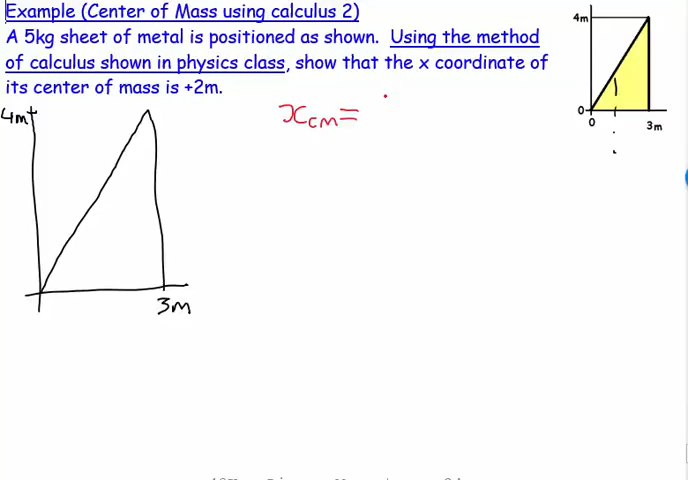 Example (Center of Mass using calculus 2)
A 5kg sheet of metal is positioned as shown. Using the method
of calculus shown in physics class, show that the x coordinate of
its center of mass is +2m.
4m
0
0
3m
4m
xCM=
3m